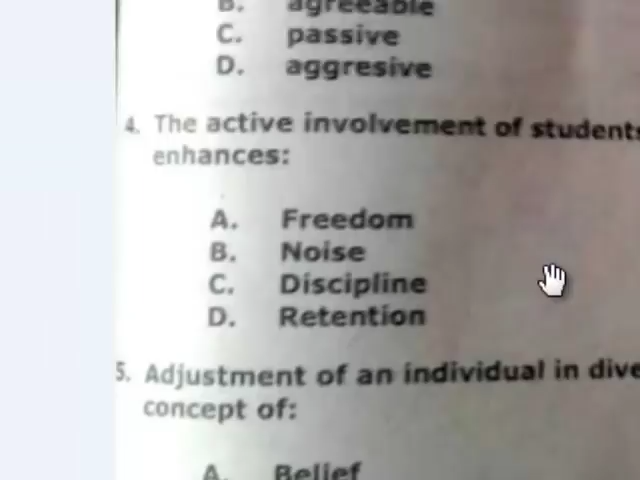 B. agreeable
C. passive
D. aggresive
4. The active involvement of students
enhances:
A. Freedom
B. Noise
C. Discipline
D. Retention
5. Adjustment of an individual in dive
concept of:
A. Belief